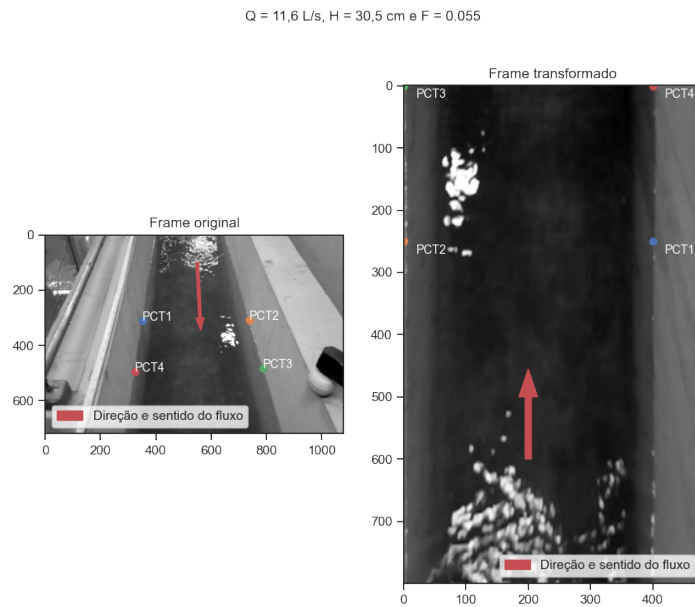 Q = 11,6 L/s, H = 30,5 cm e F = 0.055
Frame original
0
200
400
600
0
200
400
600
800
1000
PCT1
PCT2
PCT4
PCT3
Direção e sentido do fluxo
Frame transformado
0
100
200
300
400
500
600
700
0
100
200
300
400
PCT3
PCT4
PCT2
PCT1
Direção e sentido do fluxo